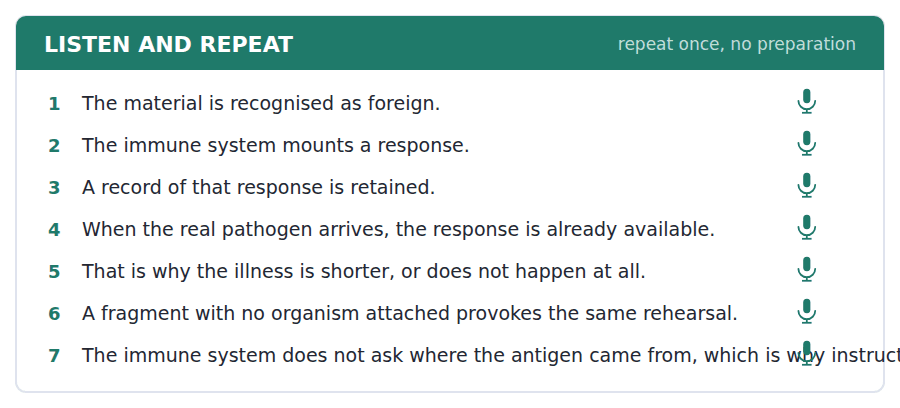 LISTEN AND REPEAT repeat once, no preparation
1 The material is recognised as foreign.
2 The immune system mounts a response.
3 A record of that response is retained.
4 When the real pathogen arrives, the response is already available.
5 That is why the illness is shorter, or does not happen at all.
6 A fragment with no organism attached provokes the same rehearsal.
7 The immune system does not ask where the antigen came from, which is why